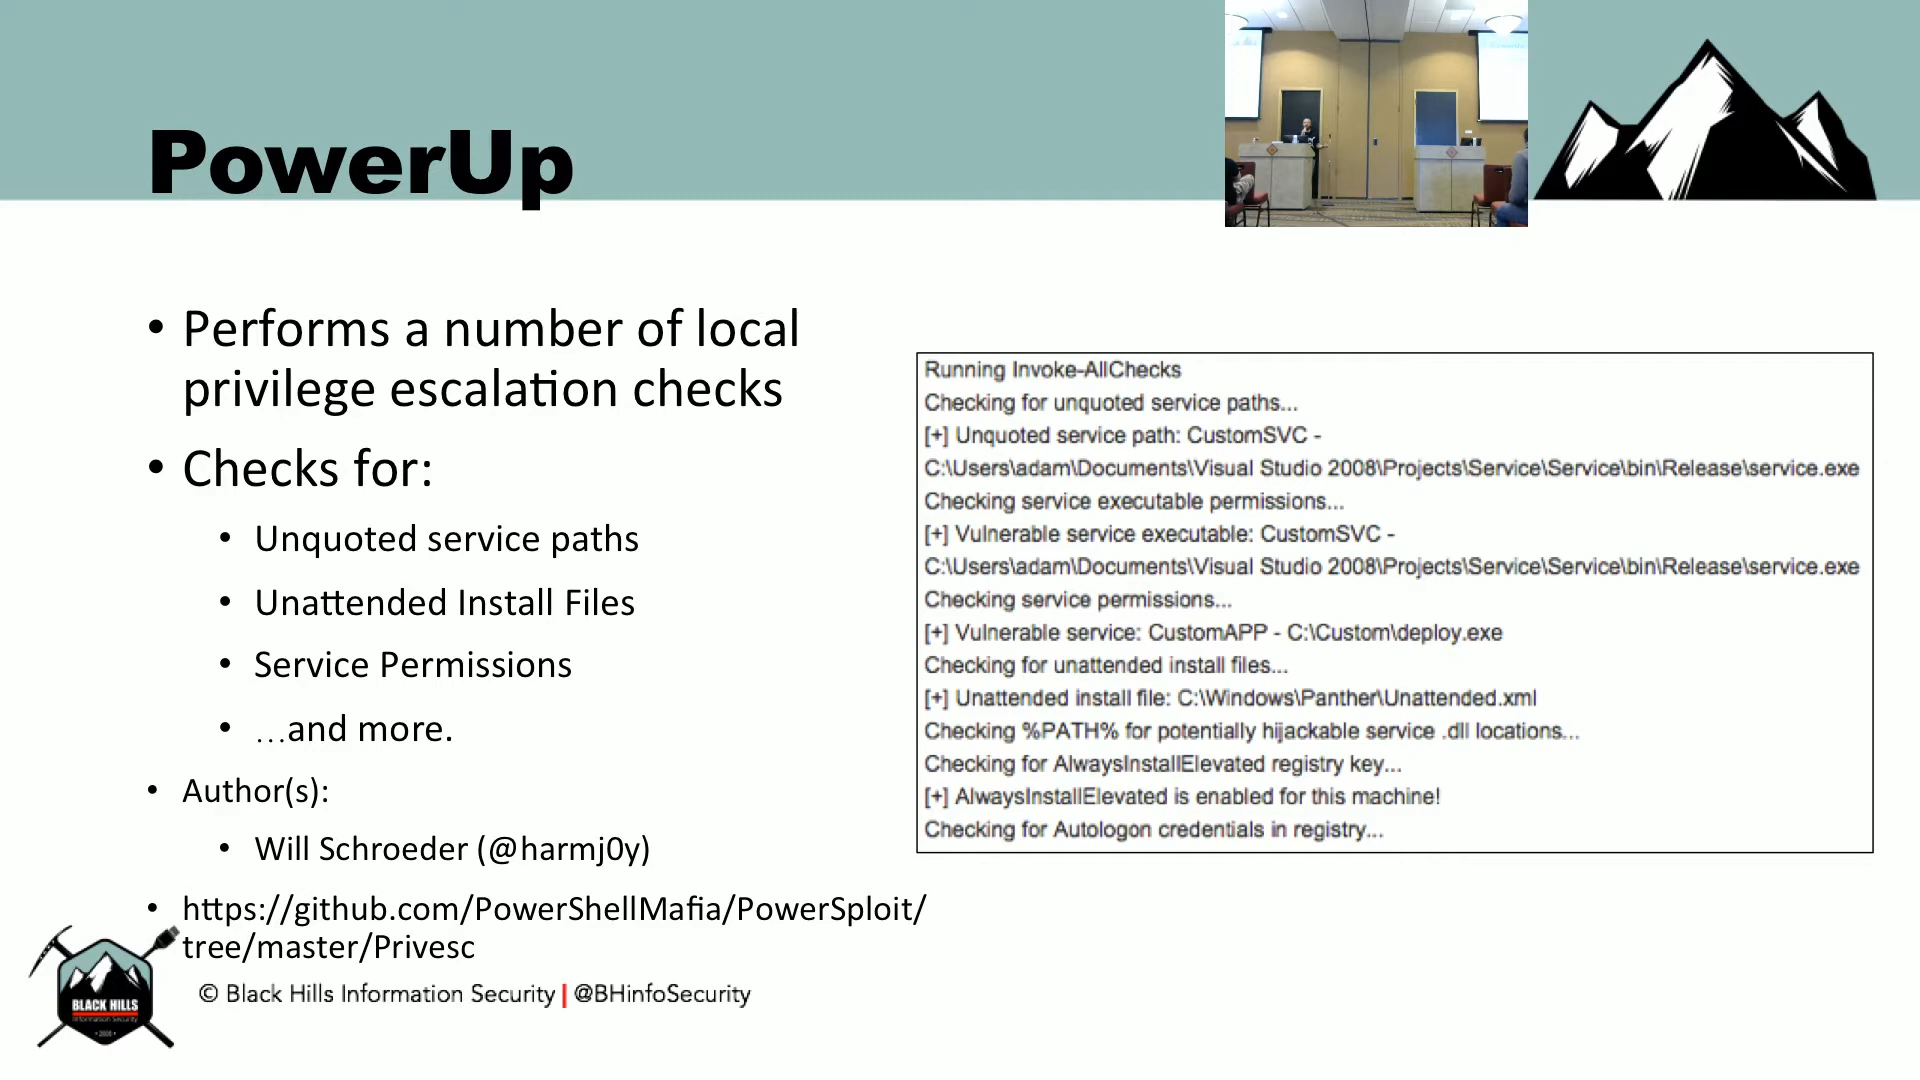 PowerUp
• Performs a number of local
privilege escalation checks
• Checks for:
• Unquoted service paths
• Unattended Install Files
• Service Permissions
• ...and more.
• Author(s):
• Will Schroeder (@harmj0y)
• https://github.com/PowerShellMafia/PowerSploit/
tree/master/Privesc
Running Invoke-AllChecks
Checking for unquoted service paths...
[+] Unquoted service path: CustomSVC -
C:\Users\adam\Documents\Visual Studio 2008\Projects\Service\Service\bin\Release\service.exe
Checking service executable permissions...
[+] Vulnerable service executable: CustomSVC -
C:\Users\adam\Documents\Visual Studio 2008\Projects\Service\Service\bin\Release\service.exe
Checking service permissions...
[+] Vulnerable service: CustomAPP - C:\Custom\deploy.exe
Checking for unattended install files...
[+] Unattended install file: C:\Windows\Panther\Unattended.xml
Checking %PATH% for potentially hijackable service .dll locations...
Checking for AlwaysInstallElevated registry key...
[+] AlwaysInstallElevated is enabled for this machine!
Checking for Autologon credentials in registry...
BLACK HILLS
Information Security
• 2008 •
© Black Hills Information Security | @BHinfoSecurity